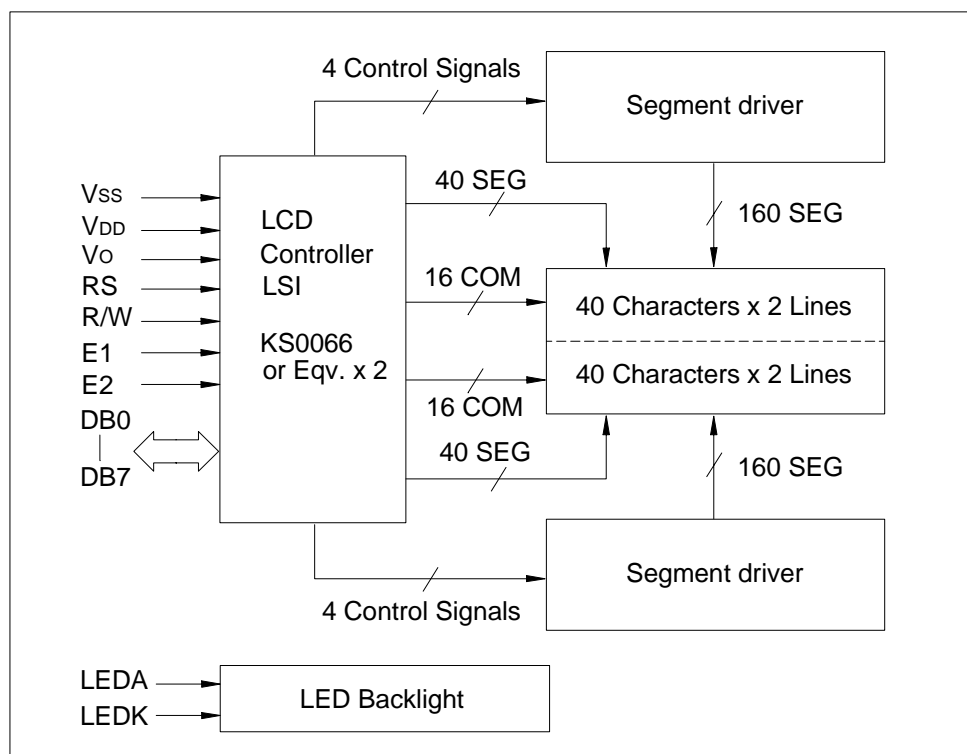 4 Control Signals
Segment driver
40 SEG
160 SEG
VSS
VDD
VO
RS
R/W
E1
E2
DB0
DB7
LCD
Controller
LSI
KS0066
or Eqv. x 2
16 COM
40 Characters x 2 Lines
40 Characters x 2 Lines
16 COM
40 SEG
160 SEG
Segment driver
4 Control Signals
LEDA
LEDK
LED Backlight